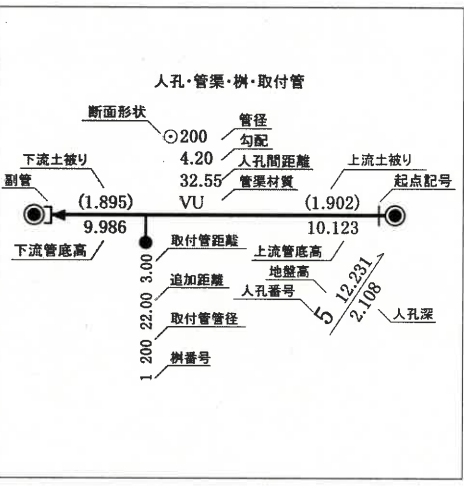 人孔・管渠・桝・取付管
断面形状
200
管径
4.20
勾配
下流土被り
32.55
人孔間距離
上流土被り
副管
(1.895)
VU
管渠材質
(1.902)
起点記号
9.986
10.123
下流管底高
取付管距離
上流管底高
3.00
地盤高
12.231
追加距離
22.00
人孔番号
5
2.108
人孔深
取付管管径
200
桝番号
1